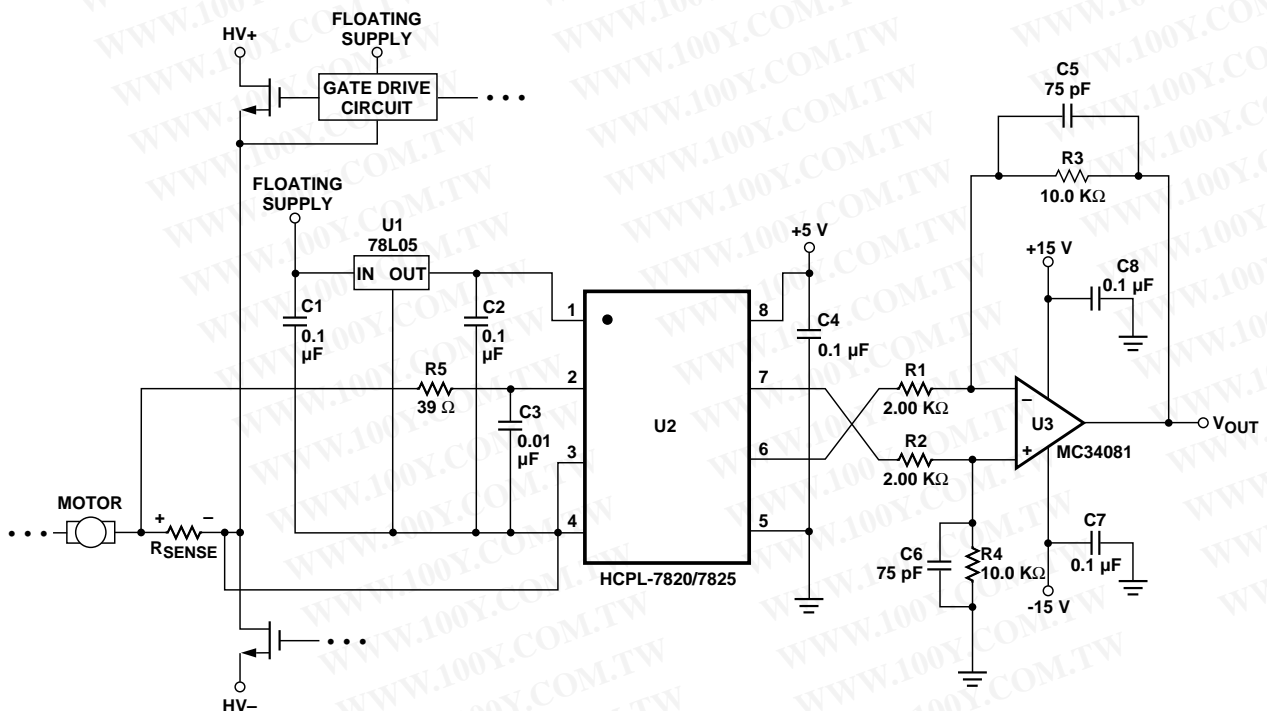 HV+
FLOATING
SUPPLY
GATE DRIVE
CIRCUIT
• • •
FLOATING
SUPPLY
U1
78L05
IN OUT
C1
0.1
µF
C2
0.1
µF
R5
39 Ω
C3
0.01
µF
MOTOR
• • •
+ –
RSENSE
• • •
HV–
1
2
3
4
U2
8
7
6
5
HCPL-7820/7825
+5 V
C4
0.1 µF
R1
2.00 KΩ
R2
2.00 KΩ
C5
75 pF
R3
10.0 KΩ
+15 V
C8
0.1 µF
–
U3
+
MC34081
VOUT
C6
75 pF
R4
10.0 KΩ
C7
0.1 µF
-15 V
WWW.100Y.COM.TW